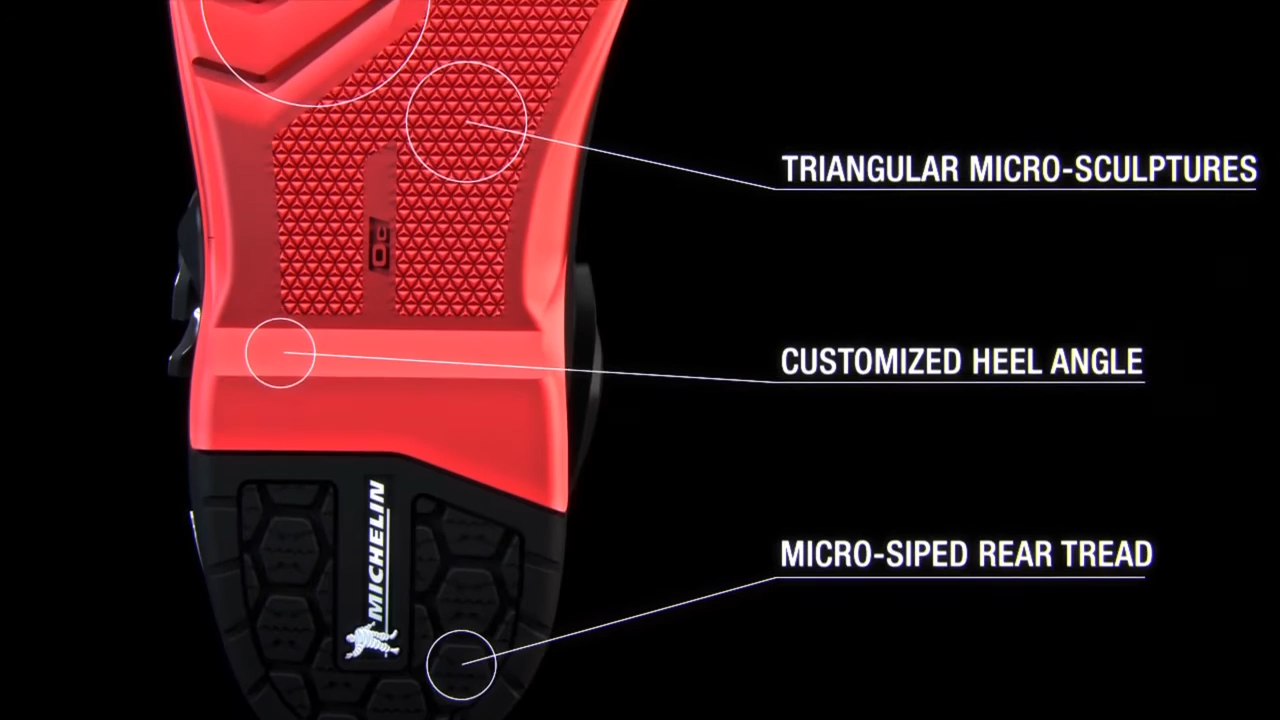 TRIANGULAR MICRO-SCULPTURES
CUSTOMIZED HEEL ANGLE
MICRO-SIPED REAR TREAD
MICHELIN